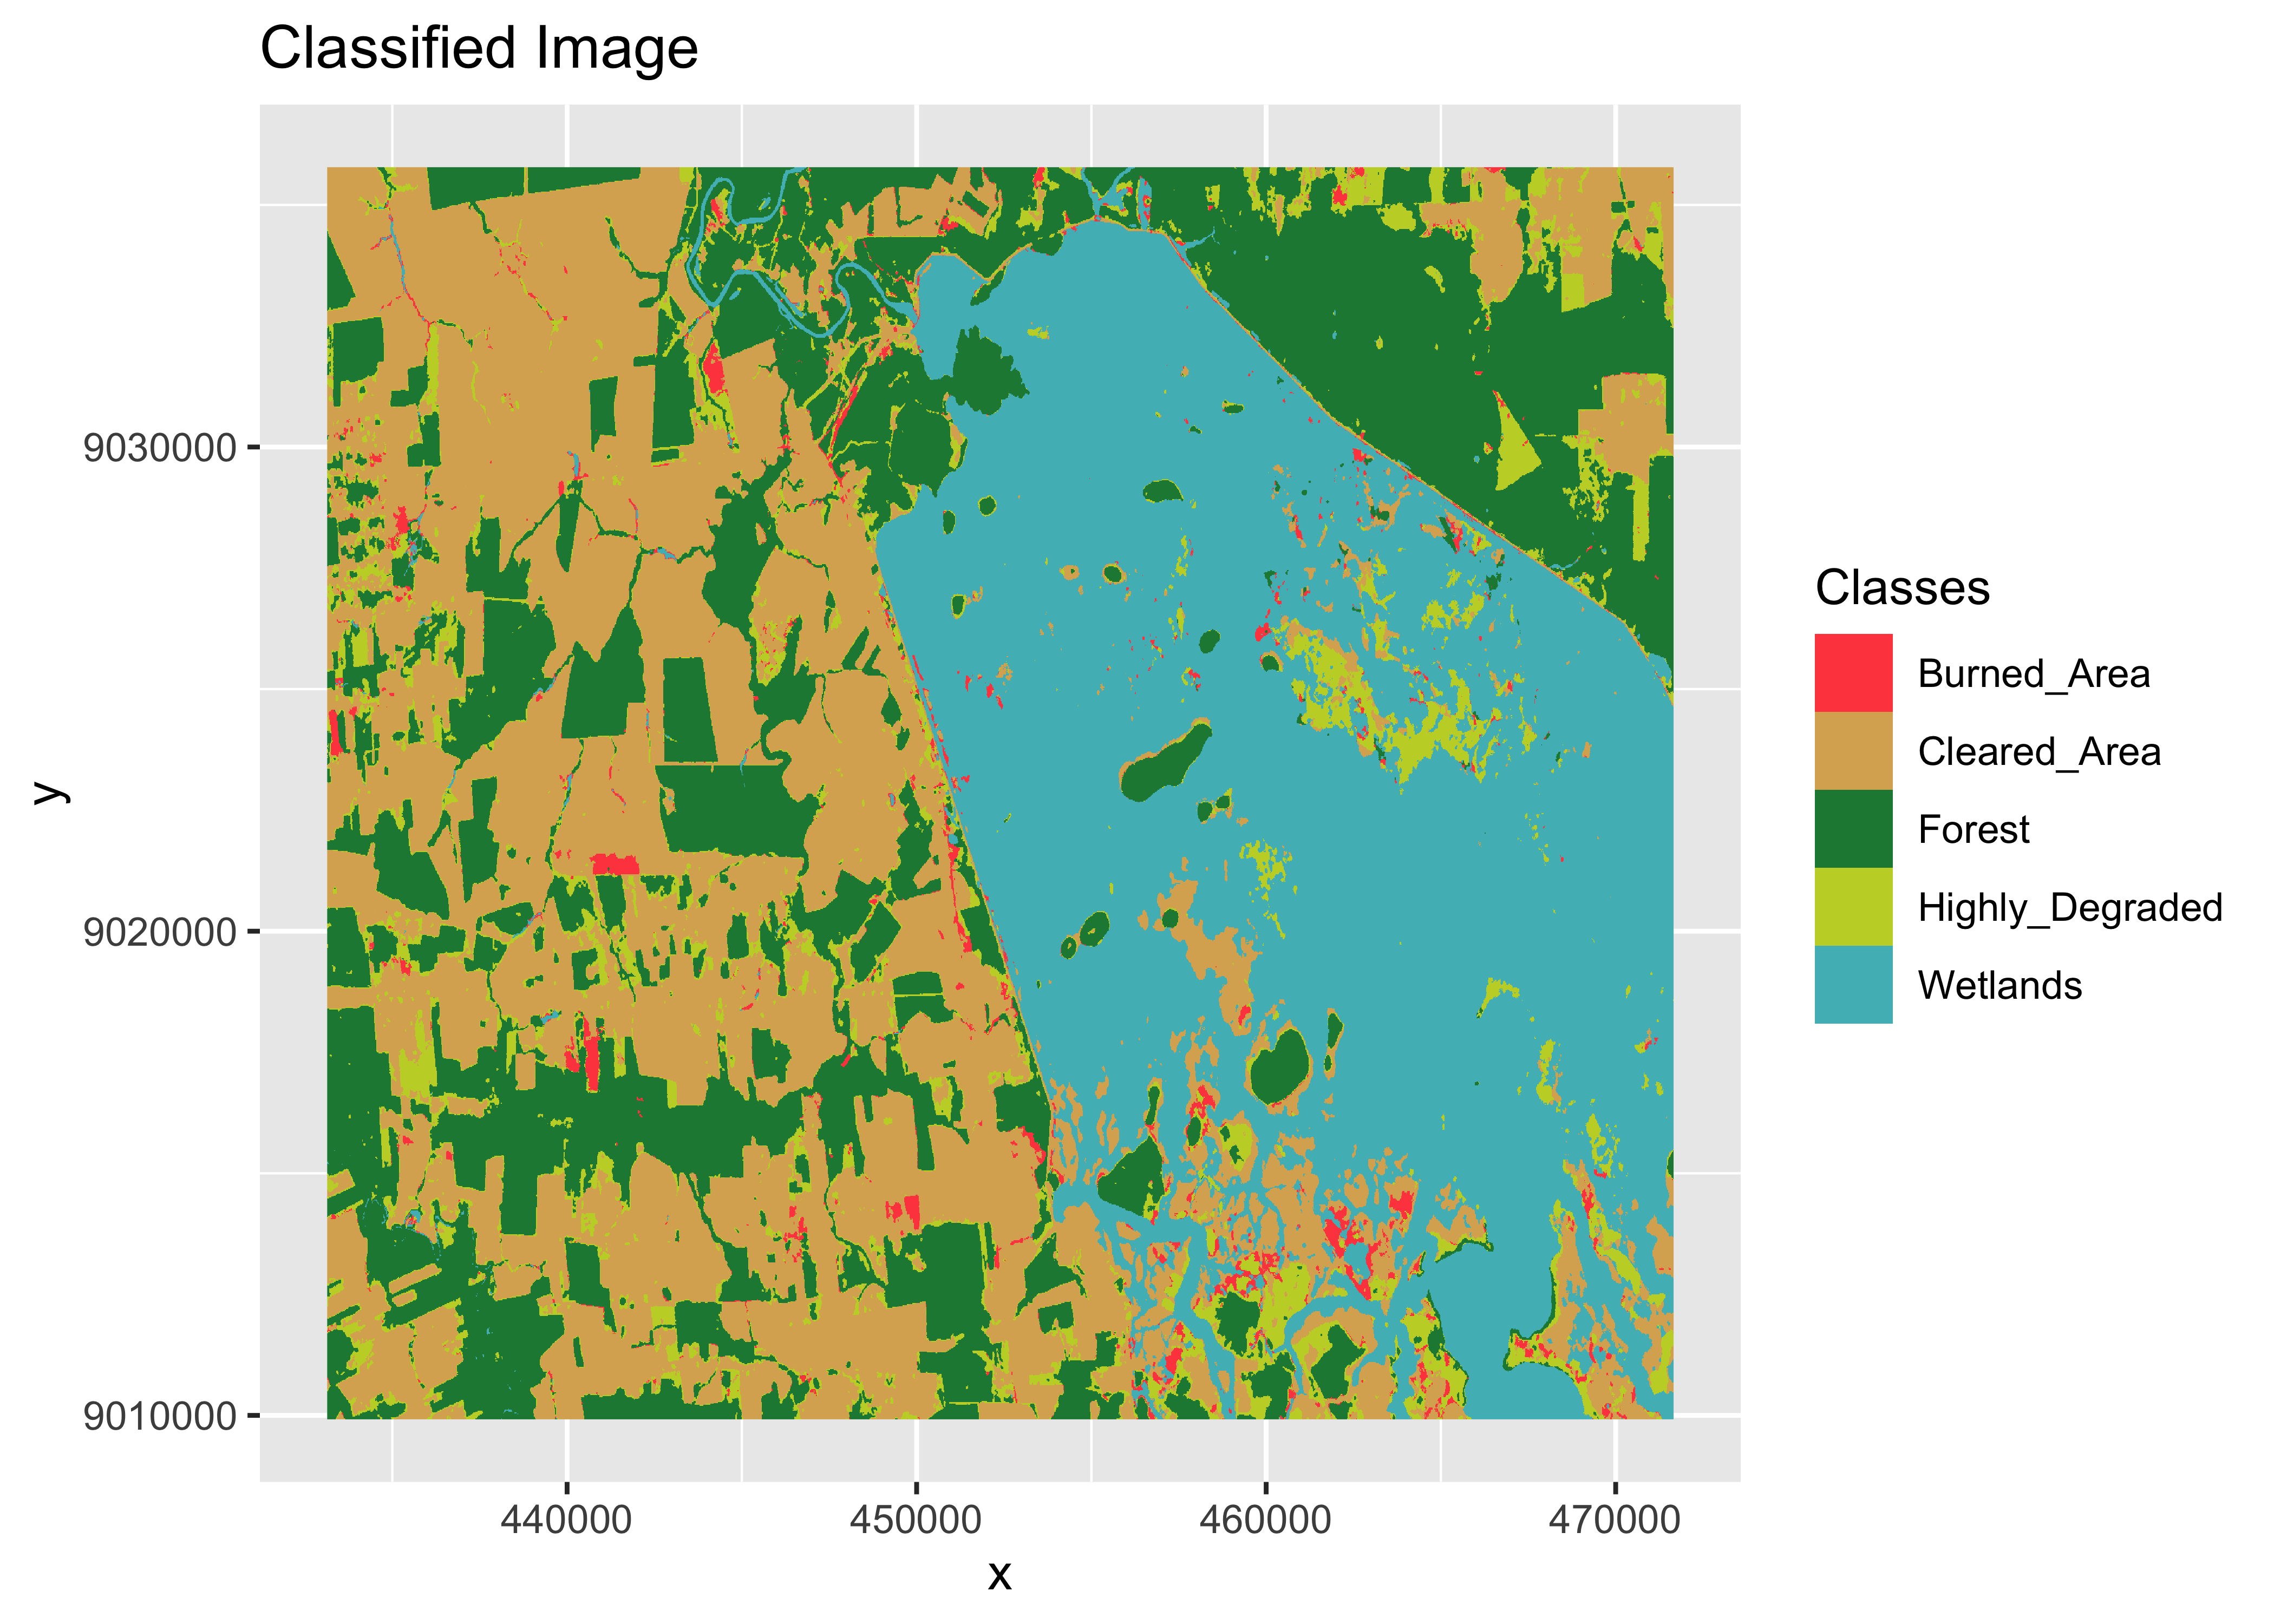 Classified Image
y
9030000
9020000
9010000
440000
450000
460000
470000
x
Classes
Burned_Area
Cleared_Area
Forest
Highly_Degraded
Wetlands